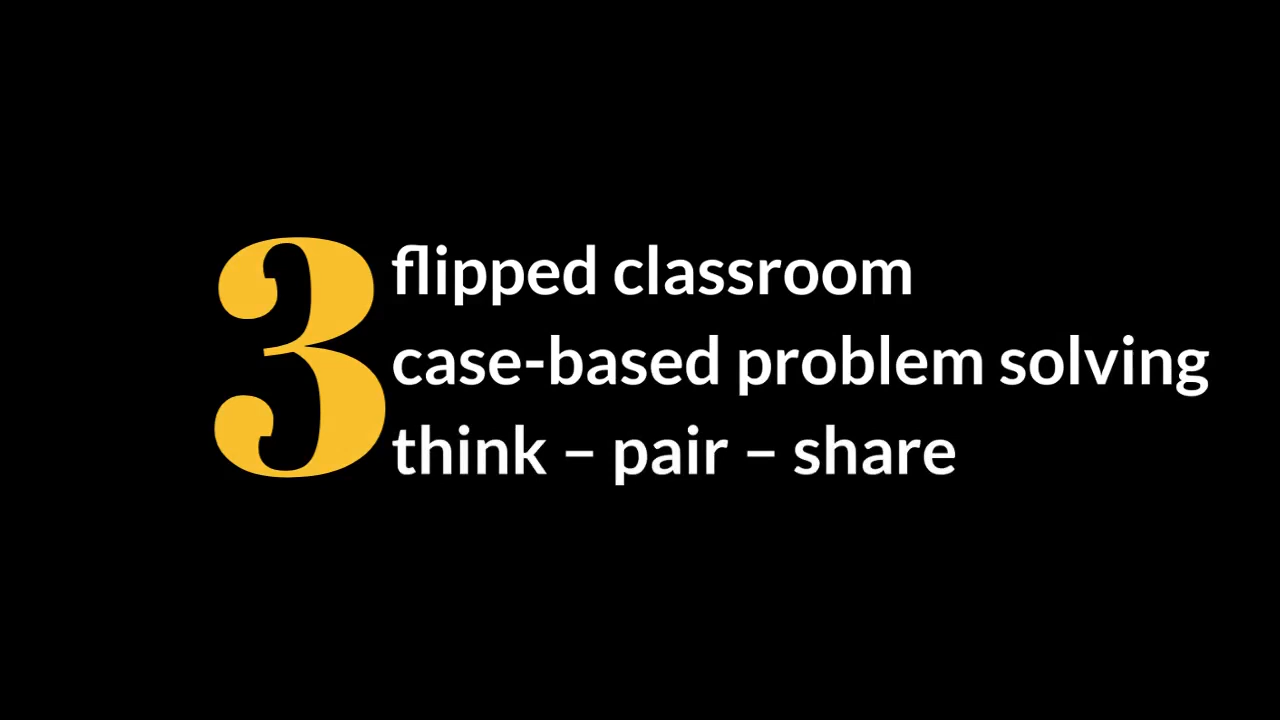 3
flipped classroom
case-based problem solving
think – pair – share